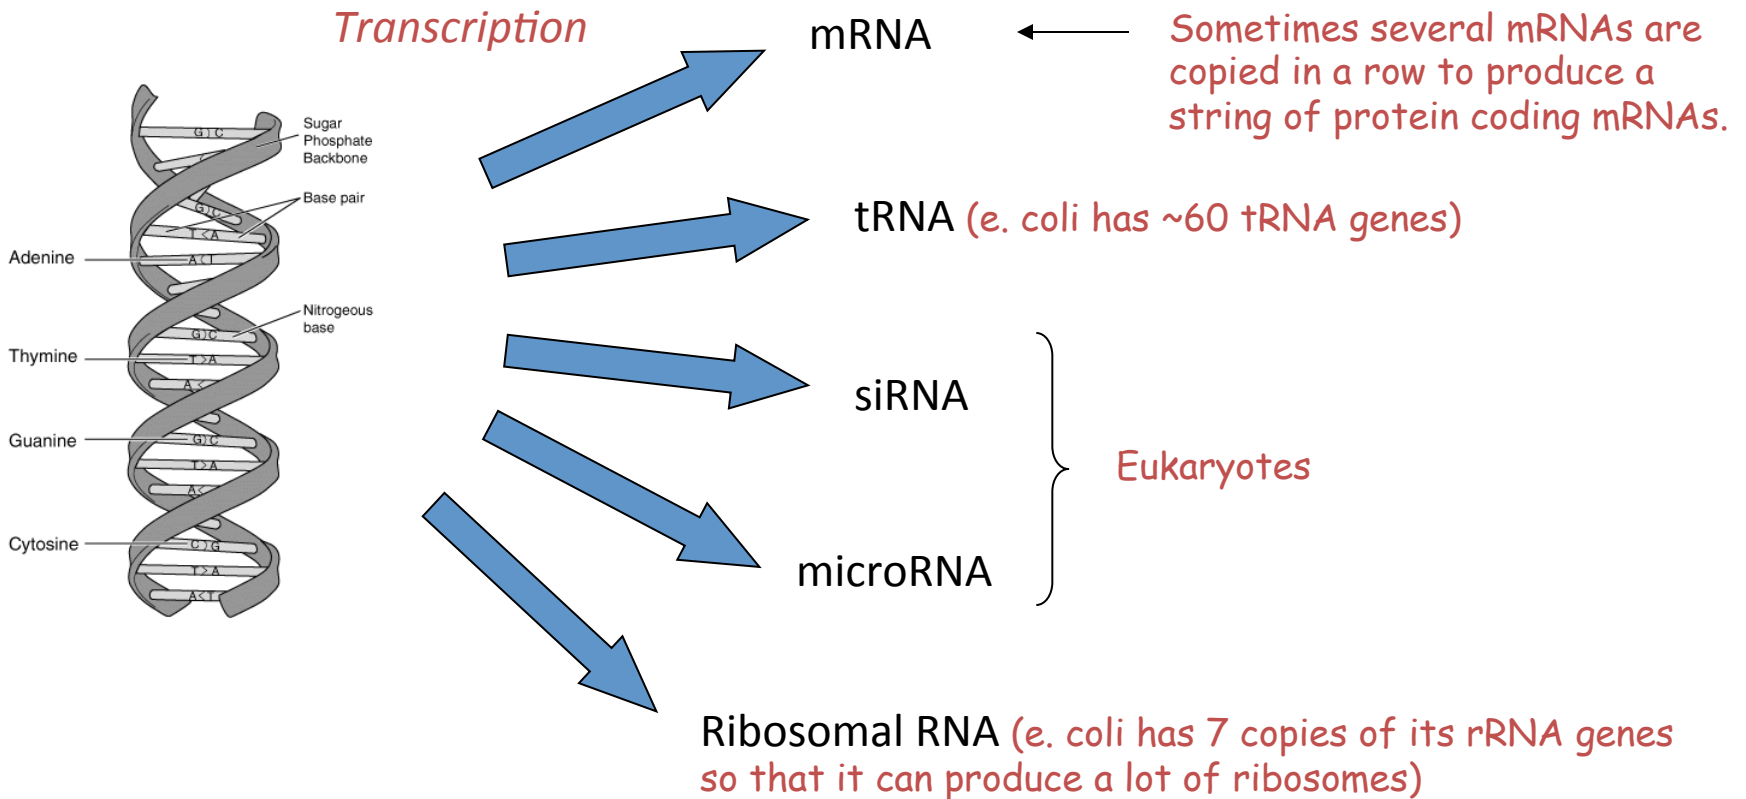 Transcription
mRNA
Sometimes several mRNAs are
copied in a row to produce a
string of protein coding mRNAs.
Sugar
Phosphate
Backbone
Base pair
Adenine
Nitrogeous
base
Thymine
Guanine
Cytosine
G C
G C
T A
A T
G C
T A
A
G C
T A
A
C G
T A
A T
tRNA (e. coli has ~60 tRNA genes)
siRNA
microRNA
Eukaryotes
Ribosomal RNA (e. coli has 7 copies of its rRNA genes
so that it can produce a lot of ribosomes)